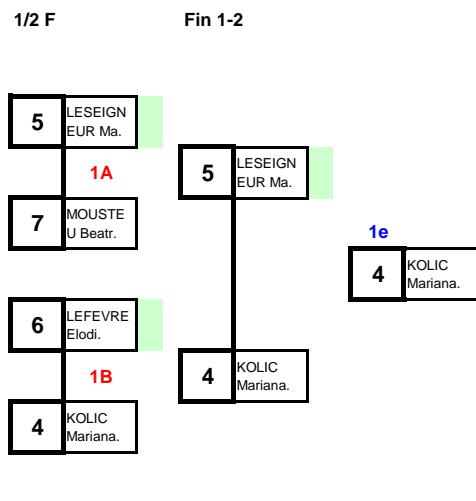 1/2 F
Fin 1-2
5
LESEIGN
EUR Ma.
1A
7
MOUSTE
U Beatr.
6
LEFEVRE
Elodi.
1B
4
KOLIC
Mariana.
5
LESEIGN
EUR Ma.
4
KOLIC
Mariana.
1e
4
KOLIC
Mariana.